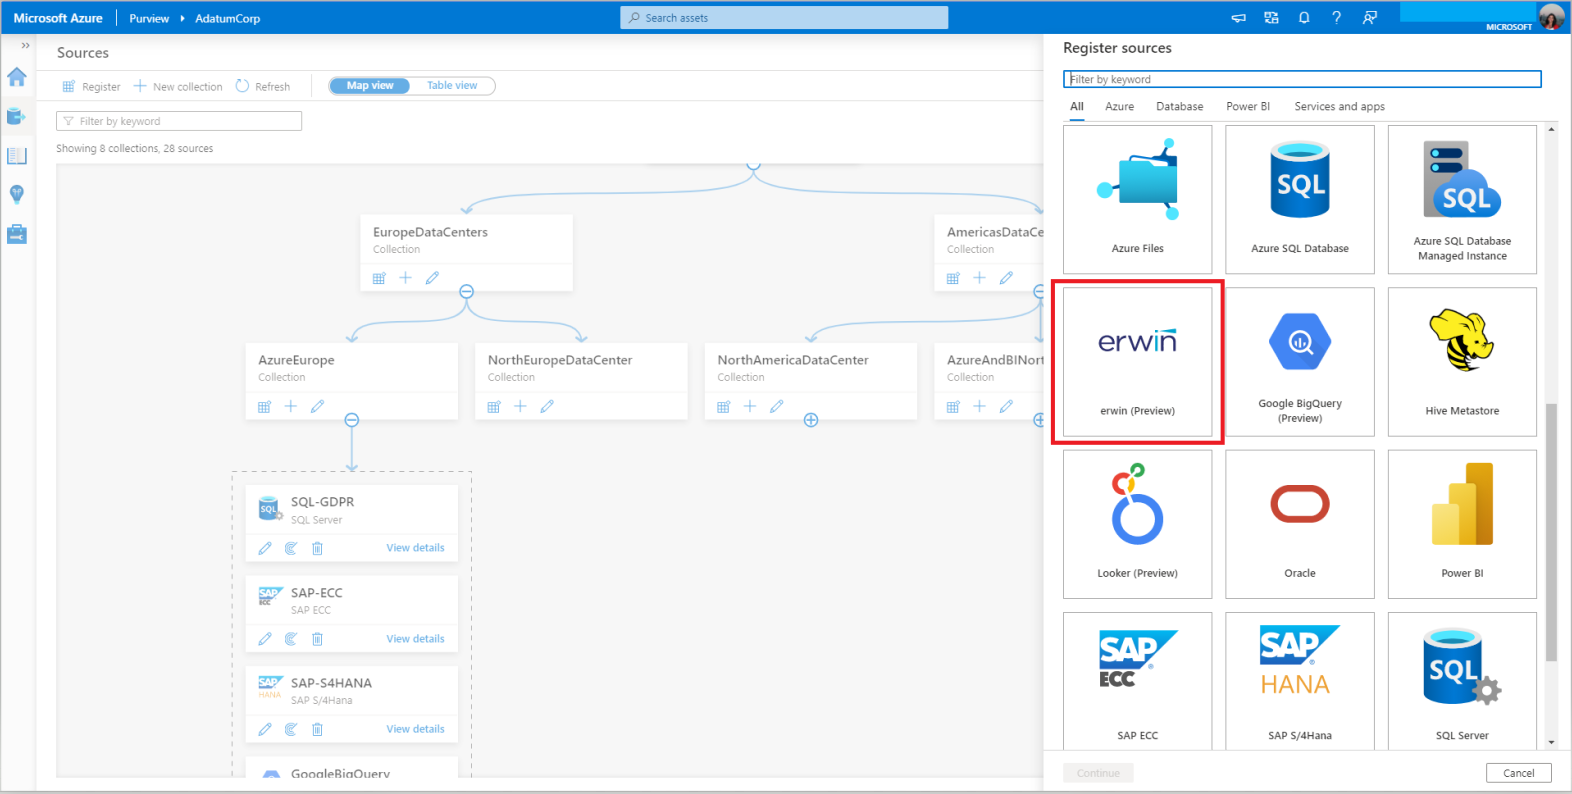 Microsoft Azure
Purview
AdatumCorp
Search assets
MICROSOFT
Sources
Register
New collection
Refresh
Map view
Table view
Filter by keyword
Showing 8 collections, 28 sources
EuropeDataCenters
Collection
AmericasDataCe
Collection
AzureEurope
Collection
NorthEuropeDataCenter
Collection
NorthAmericaDataCenter
Collection
AzureAndBINort
Collection
SQL
SQL-GDPR
SQL Server
View details
SAP
ECC
SAP-ECC
SAP ECC
View details
SAP
HANA
SAP-S4HANA
SAP S/4Hana
View details
GoogleBigQuery
Register sources
Filter by keyword
All
Azure
Database
Power BI
Services and apps
Azure Files
SQL
Azure SQL Database
SQL
Azure SQL Database
Managed Instance
erwin
erwin (Preview)
Google BigQuery
(Preview)
Hive Metastore
Looker (Preview)
Oracle
Power BI
SAP
ECC
SAP ECC
SAP
HANA
SAP S/4Hana
SQL
SQL Server
Continue
Cancel